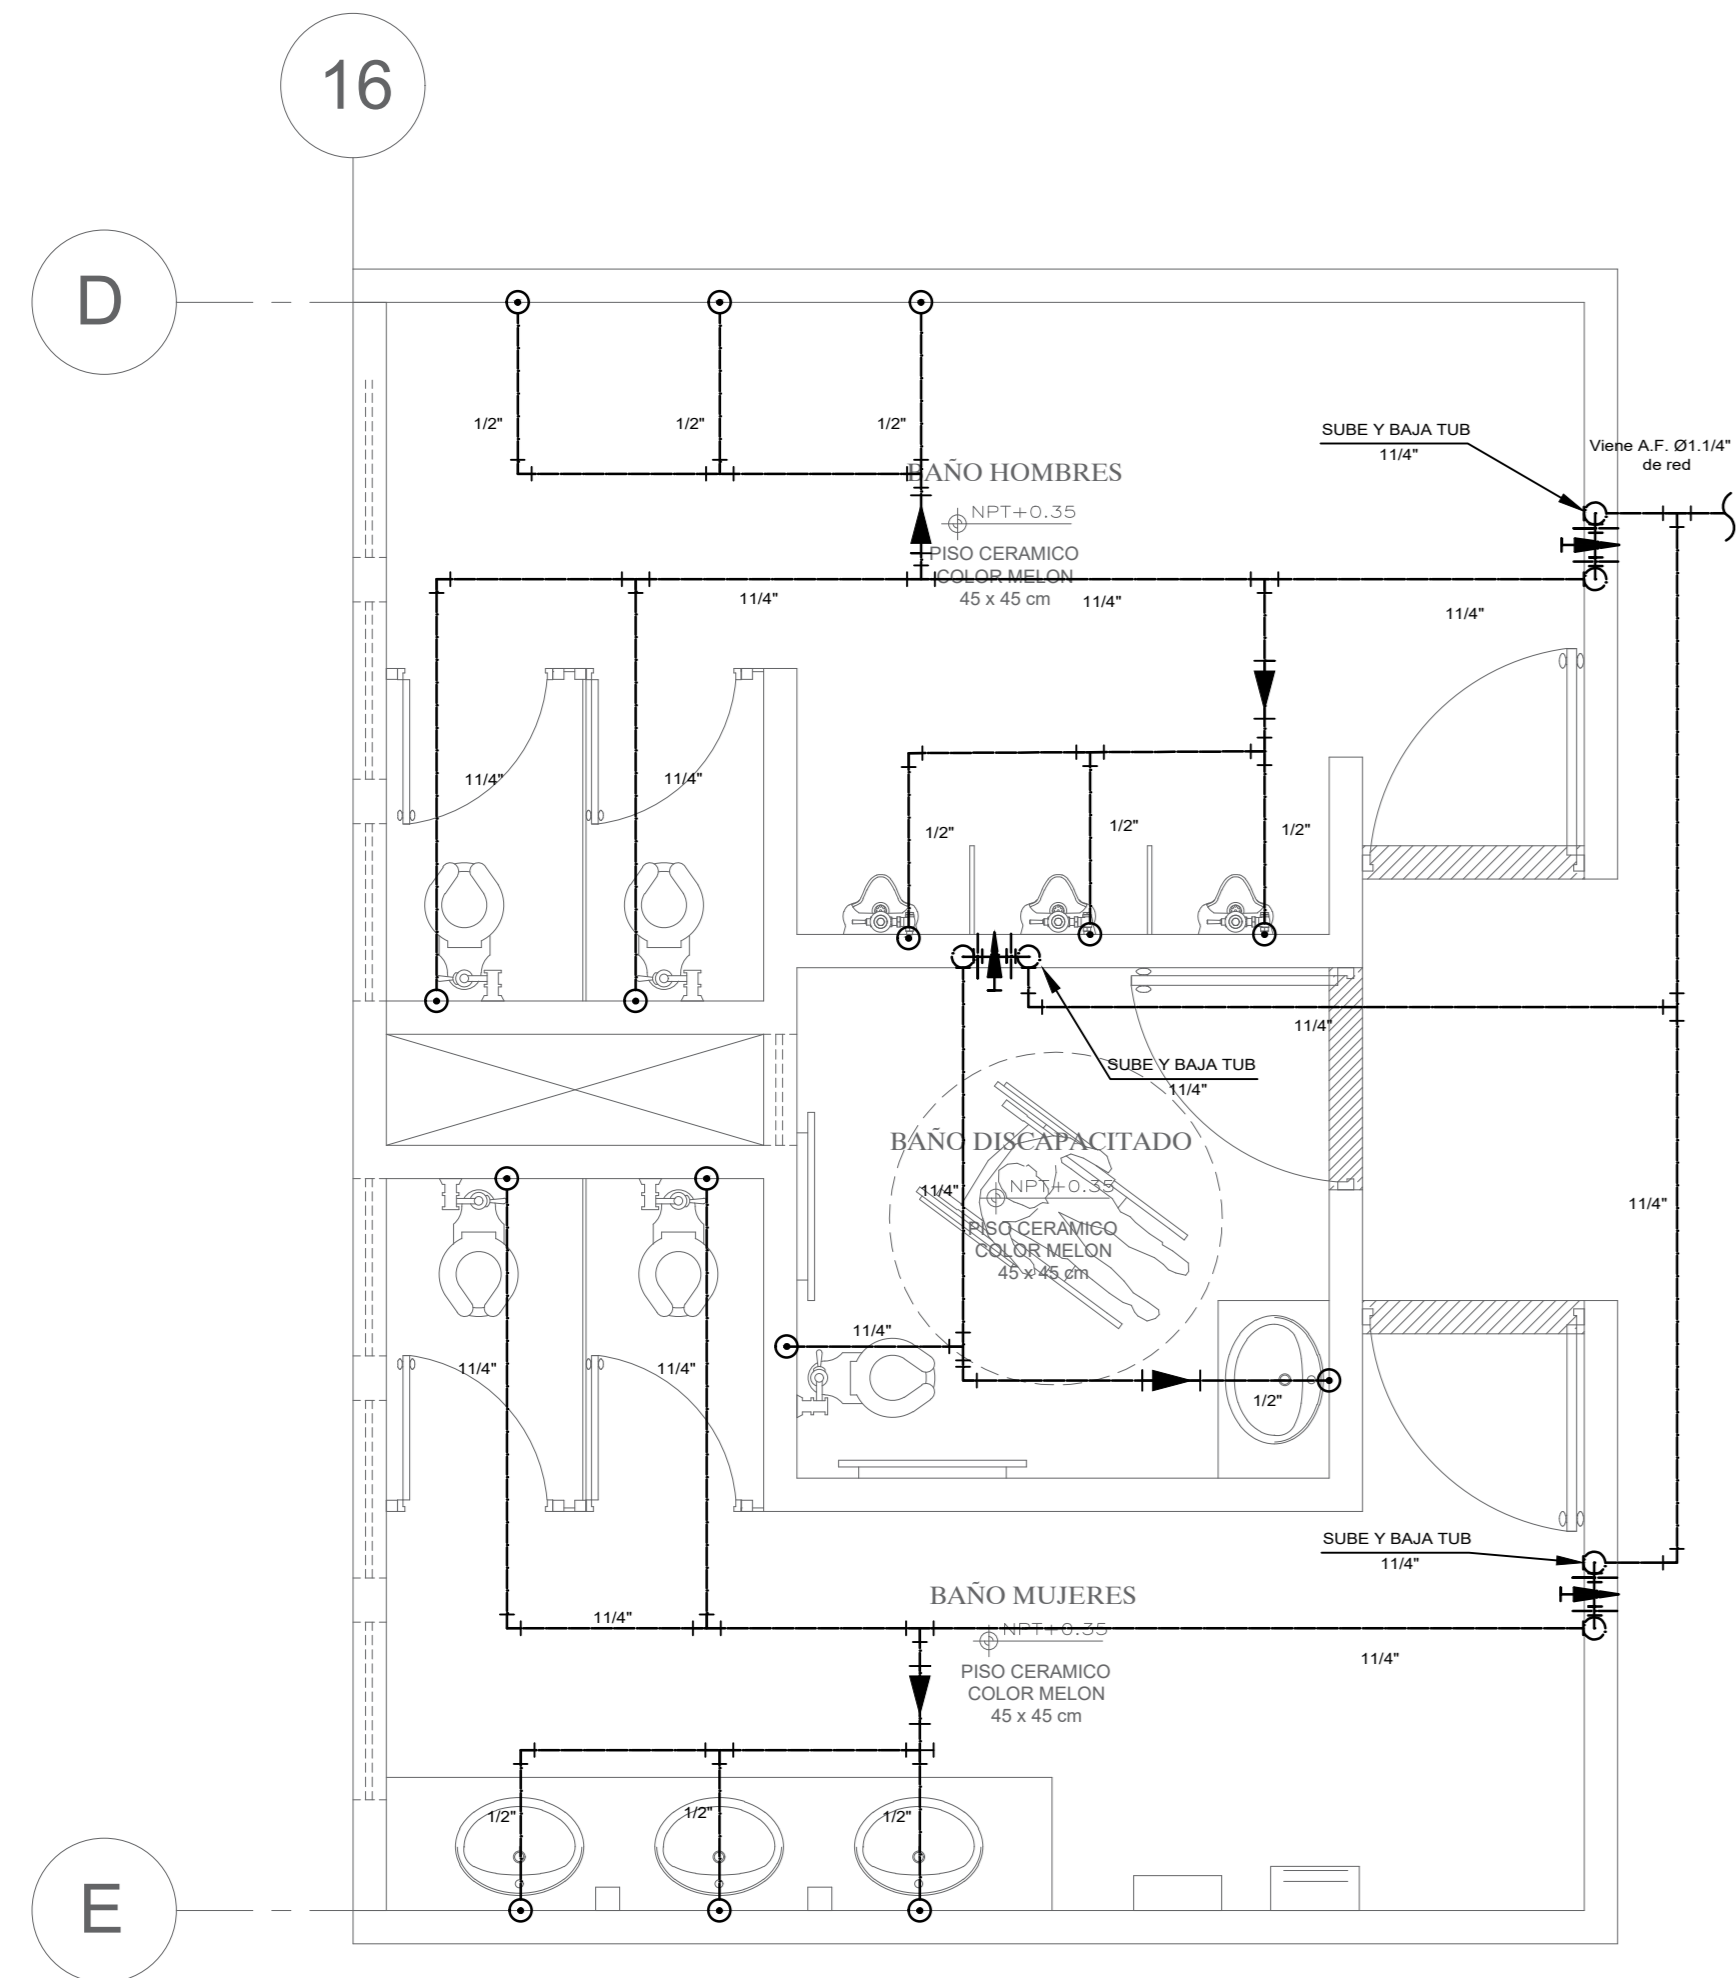 16
D
1/2"
1/2"
1/2"
SUBE Y BAJA TUB
11/4"
Viene A.F. Ø1.1/4"
de red
BAÑO HOMBRES
NPT+0.35
PISO CERAMICO
COLOR MELON
45 x 45 cm
11/4"
11/4"
11/4"
11/4"
11/4"
1/2"
1/2"
1/2"
11/4"
SUBE Y BAJA TUB
11/4"
BAÑO DISCAPACITADO
11/4"
NPT+0.35
PISO CERAMICO
COLOR MELON
45 x 45 cm
11/4"
11/4"
11/4"
11/4"
1/2"
SUBE Y BAJA TUB
11/4"
BAÑO MUJERES
11/4"
NPT+0.35
11/4"
PISO CERAMICO
COLOR MELON
45 x 45 cm
1/2"
1/2"
1/2"
E